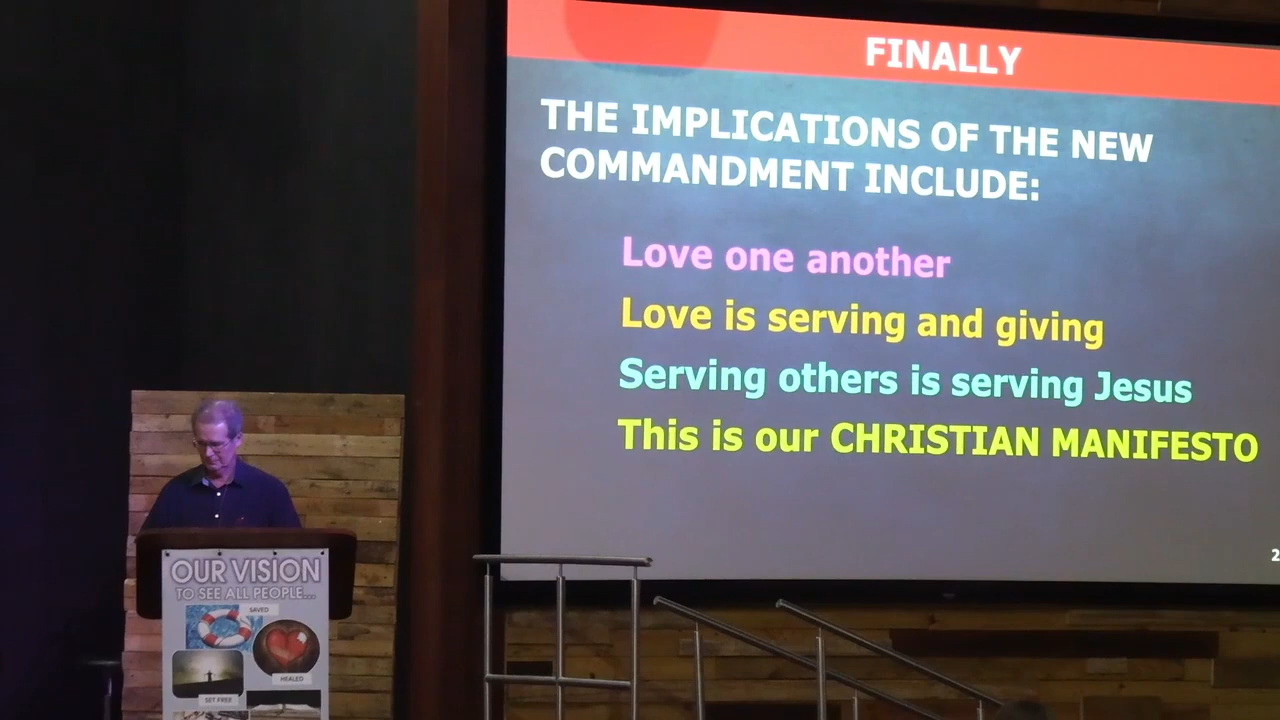 FINALLY
THE IMPLICATIONS OF THE NEW
COMMANDMENT INCLUDE:
Love one another
Love is serving and giving
Serving others is serving Jesus
This is our CHRISTIAN MANIFESTO
2
OUR VISION
TO SEE ALL PEOPLE...
SAVED
HEALED
SET FREE